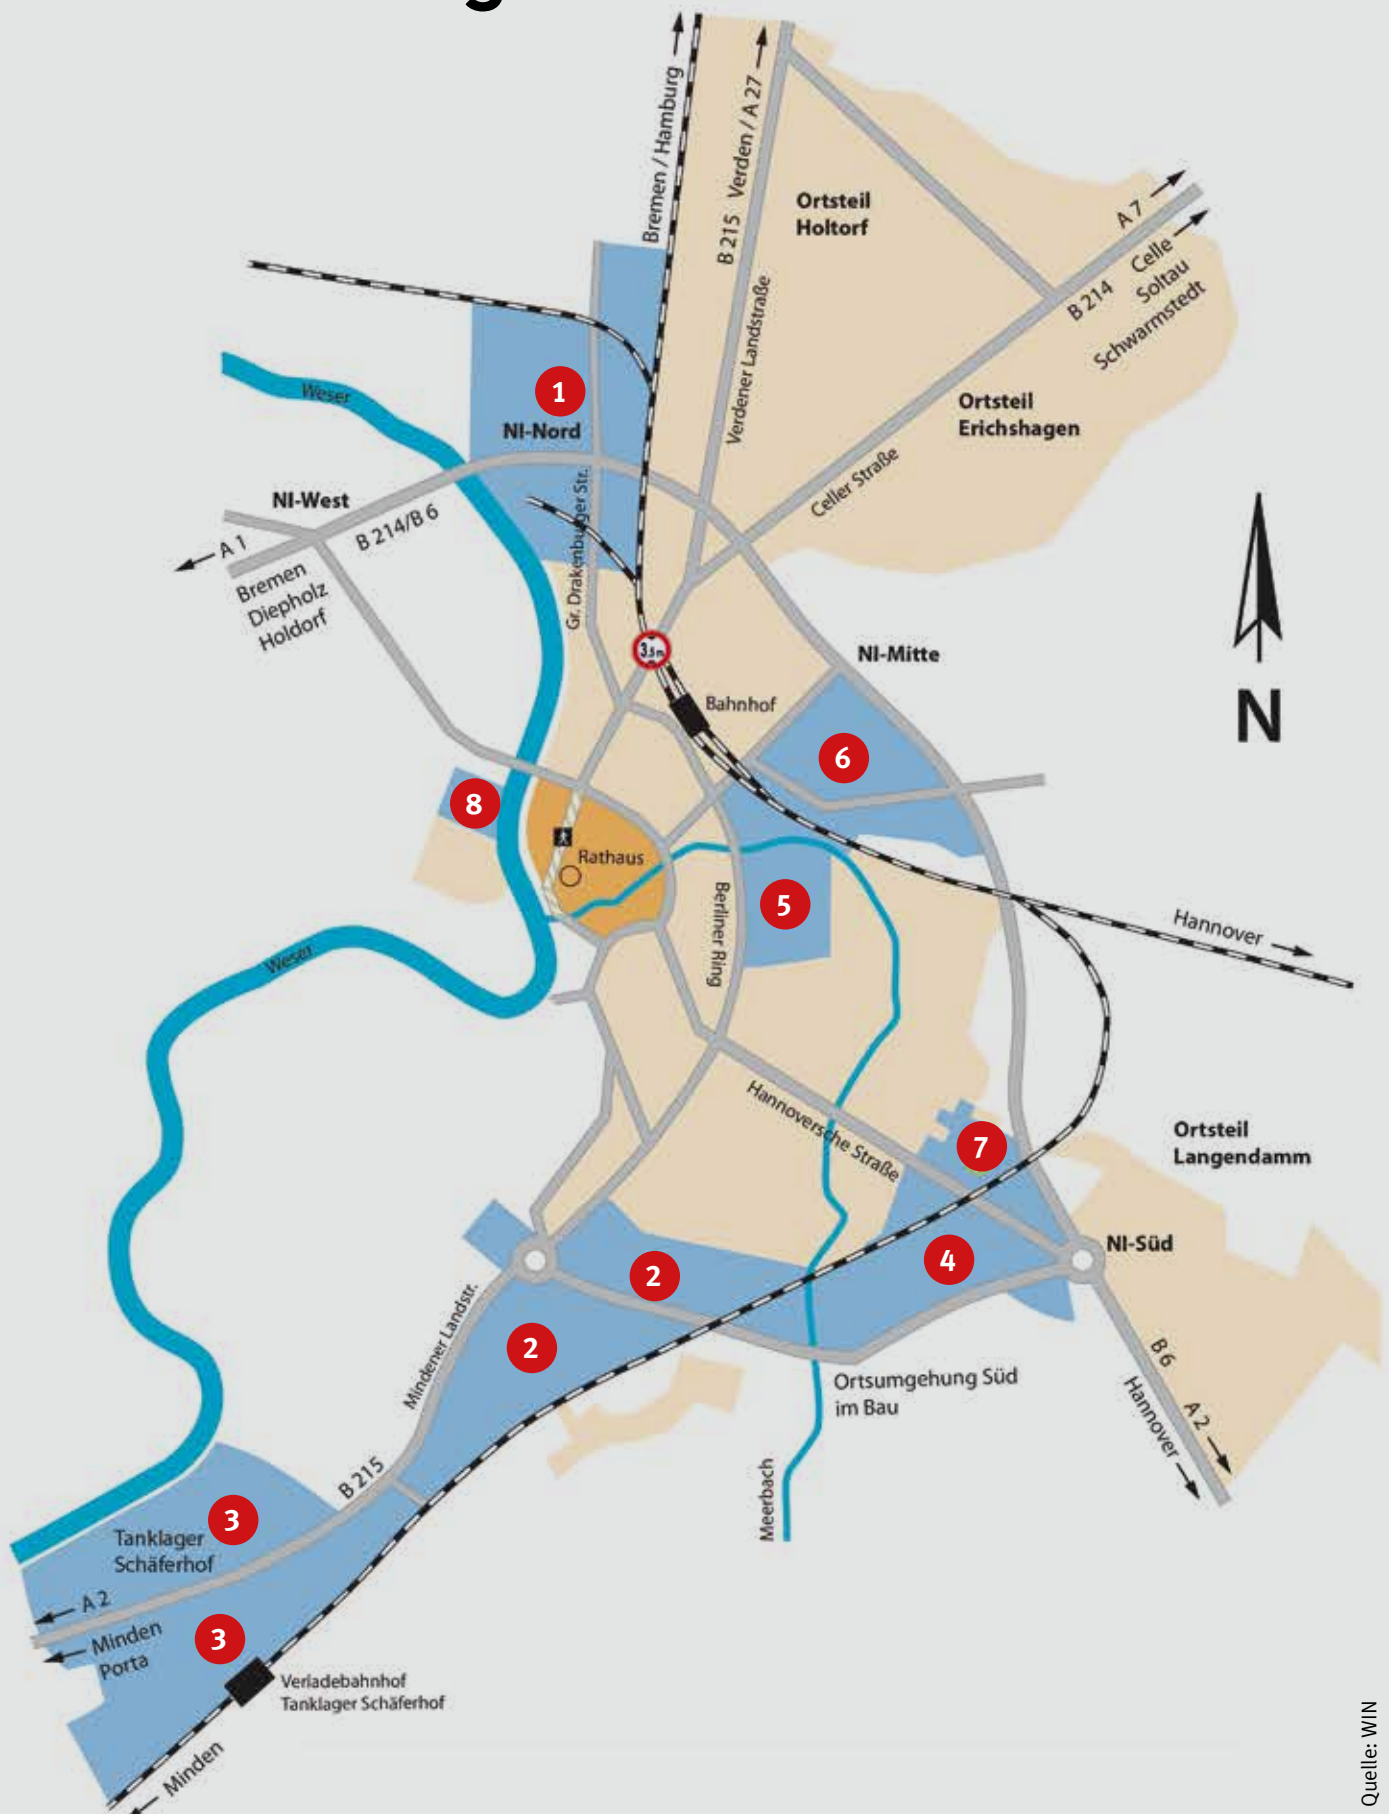 g
Bremen / Hamburg
B 215 Verden / A 27
Ortsteil
Holtorf
A 7
Celle
Soltau
Schwarmstedt
B 214
Verdener Landstraße
Weser
1
NI-Nord
Ortsteil
Erichshagen
Celler Straße
NI-West
B 214/B 6
A 1
Bremen
Diepholz
Holdorf
Gr. Drakenburger Str.
3,5m
NI-Mitte
N
Bahnhof
6
8
Rathaus
5
Berliner Ring
Hannover
Weser
Hannoversche Straße
7
Ortsteil
Langendamm
NI-Süd
4
2
2
Mindener Landstr.
Ortsumgehung Süd
im Bau
B 6
A 2
Hannover
Meerbach
B 215
3
Tanklager
Schäferhof
A 2
Minden
Porta
3
Verladebahnhof
Tanklager Schäferhof
Minden
Quelle: WIN